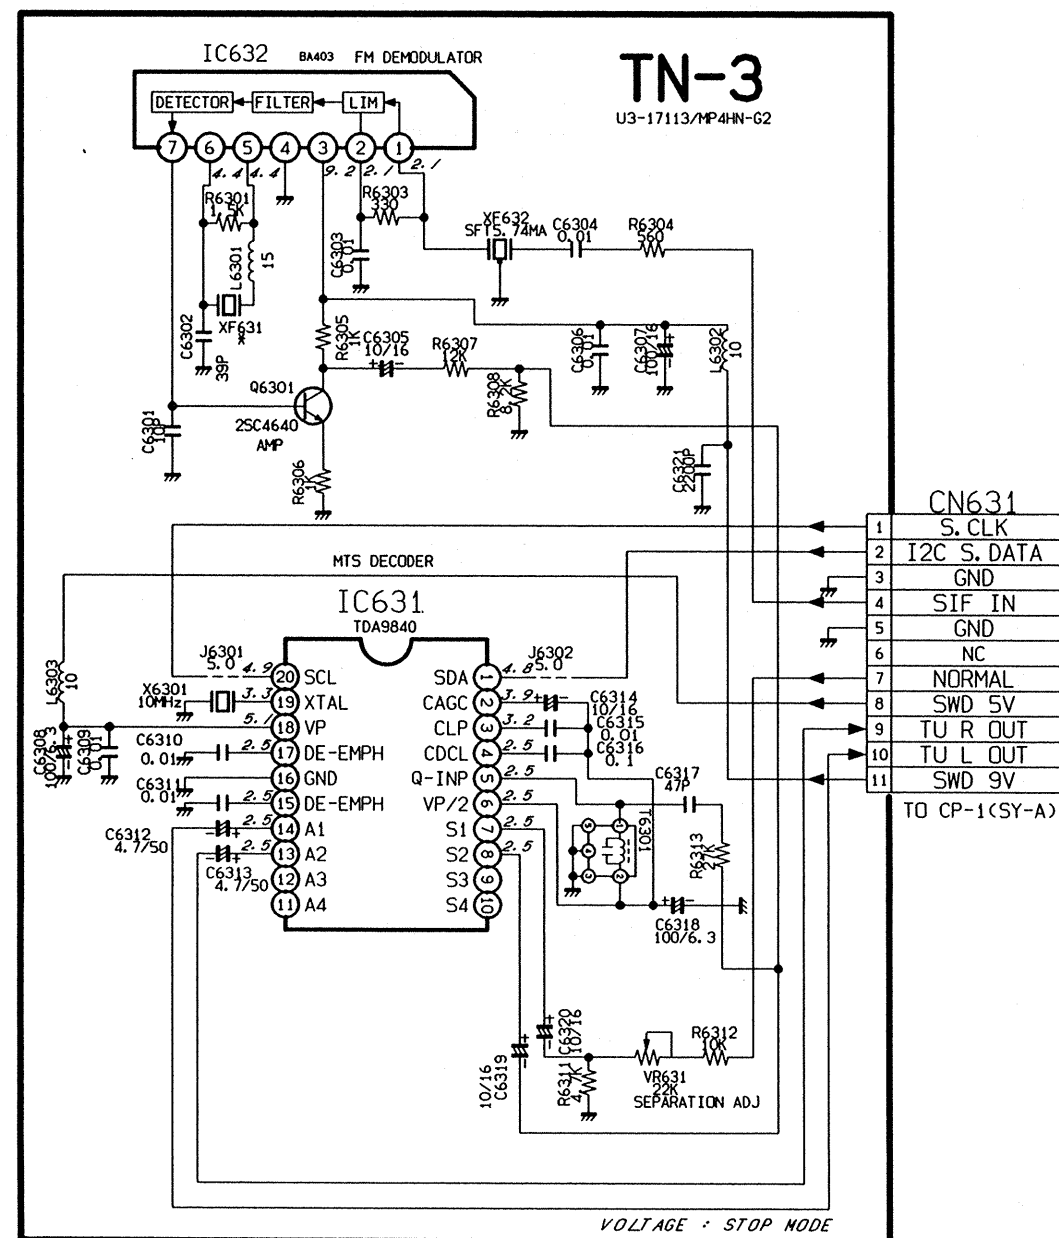 IC632 BA403 FM DEMODULATOR
TN-3
U3-17113/MP4HN-G2
DETECTOR FILTER LIM
7 6 5 4 3 2 1
4.4 4.4 9.2 2.1 2.1
R6301
1.5K
R6303
330
C6303
0.01
XF632
SFT5.74MA
C6304
0.01
R6304
560
L6301
15
XF631
*
C6302
39P
R6305
1K
C6305
10/16
R6307
12K
R6308
8.2K
C6306
0.01
C6307
100/16
L6302
10
Q6301
2SC4640
AMP
C6301
10P
R6306
1K
C6321
2200P
CN631
1 S.CLK
2 I2C S.DATA
3 GND
4 SIF IN
5 GND
6 NC
7 NORMAL
8 SWD 5V
9 TU R OUT
10 TU L OUT
11 SWD 9V
TO CP-1(SY-A)
MTS DECODER
IC631
TDA9840
J6301
5.0
J6302
5.0
4.9 20 SCL SDA 1 4.8
X6301
10MHz
3.3 19 XTAL CAGC 2 3.9
5.1 18 VP CLP 3 3.2
2.5 17 DE-EMPH CDCL 4 2.5
16 GND Q-INP 5 2.5
2.5 15 DE-EMPH VP/2 6 2.5
2.5 14 A1 S1 7 2.5
2.5 13 A2 S2 8 2.5
12 A3 S3 9
11 A4 S4 10
L6303
10
C6308
100/6.3
C6309
0.01
C6310
0.01
C6311
0.01
C6312
4.7/50
C6313
4.7/50
C6314
10/16
C6315
0.01
C6316
0.1
C6317
47P
T6301
5 1
4
3 2
R6313
27K
C6318
100/6.3
C6320
10/16
10/16
C6319
R6311
4.7K
VR631
22K
SEPARATION ADJ
R6312
10K
VOLTAGE : STOP MODE